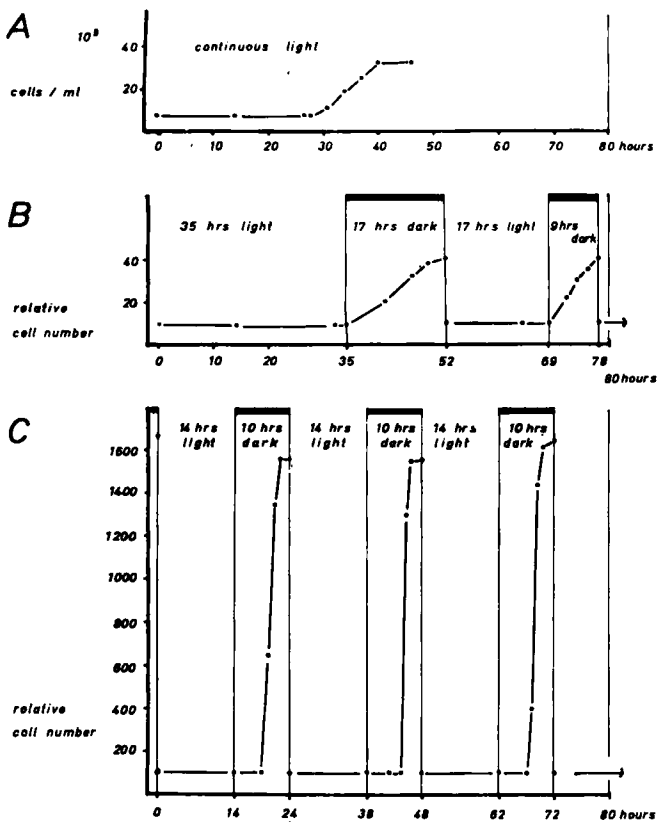 A
10⁵
continuous light
40
cells / ml
20
0 10 20 30 40 50 60 70 80 hours
B
35 hrs light
17 hrs dark
17 hrs light
9 hrs
dark
40
relative
20
cell number
0 10 20 35 52 69 78
80 hours
C
14 hrs
light
10 hrs
dark
14 hrs
light
10 hrs
dark
14 hrs
light
10 hrs
dark
1600
1400
1200
1000
800
600
relative
400
cell number
200
0 14 24 38 48 62 72 80 hours